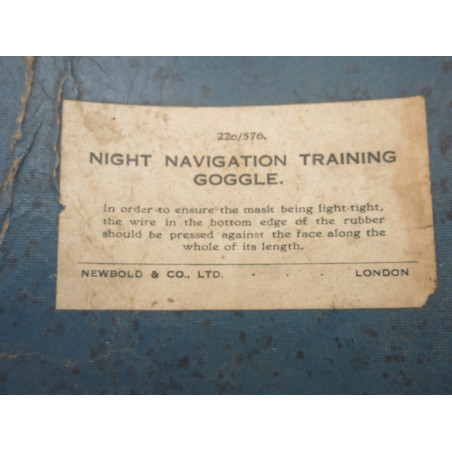 22c/570.
NIGHT NAVIGATION TRAINING
GOGGLE.
In order to ensure the mask being light-tight,
the wire in the bottom edge of the rubber
should be pressed against the face along the
whole of its length.
NEWBOLD & CO., LTD. . . . LONDON